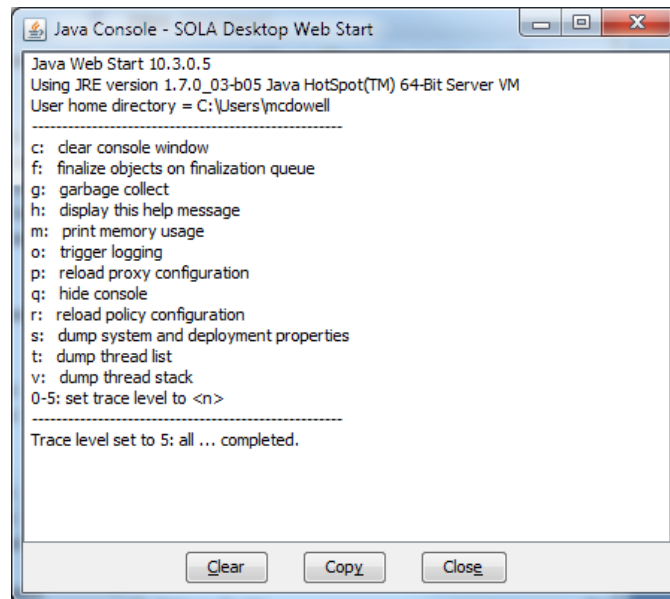 Java Console - SOLA Desktop Web Start
Java Web Start 10.3.0.5
Using JRE version 1.7.0_03-b05 Java HotSpot(TM) 64-Bit Server VM
User home directory = C:\Users\mcdowell
----------------------------------------------------
c:   clear console window
f:   finalize objects on finalization queue
g:   garbage collect
h:   display this help message
m:   print memory usage
o:   trigger logging
p:   reload proxy configuration
q:   hide console
r:   reload policy configuration
s:   dump system and deployment properties
t:   dump thread list
v:   dump thread stack
0-5: set trace level to <n>
----------------------------------------------------
Trace level set to 5: all ... completed.
Clear Copy Close